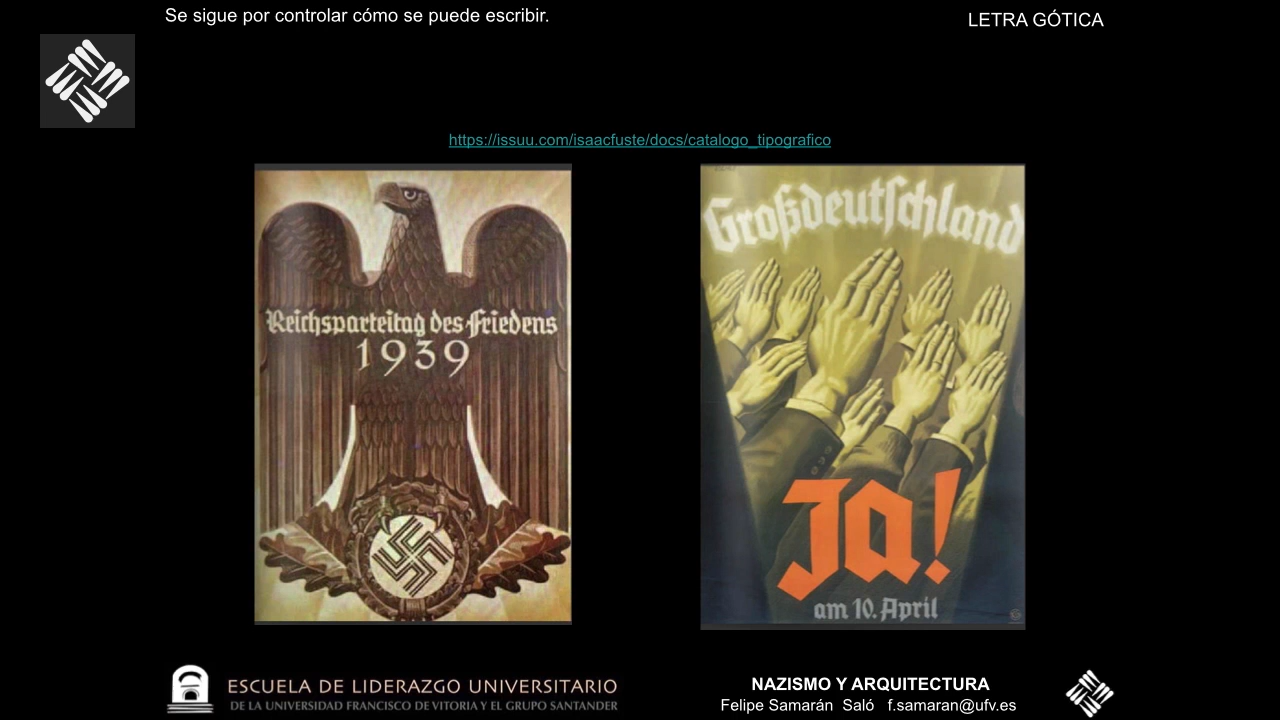 Se sigue por controlar cómo se puede escribir.
LETRA GÓTICA
https://issuu.com/isaacfuste/docs/catalogo_tipografico
Reichsparteitag des Friedens
1939
Großdeutschland
Ja!
am 10. April
ESCUELA DE LIDERAZGO UNIVERSITARIO
DE LA UNIVERSIDAD FRANCISCO DE VITORIA Y EL GRUPO SANTANDER
NAZISMO Y ARQUITECTURA
Felipe Samarán Saló f.samaran@ufv.es